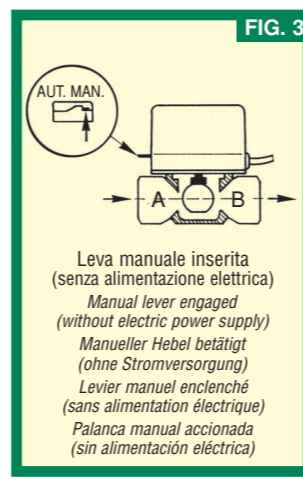 FIG. 3
AUT. MAN.
A B
Leva manuale inserita
(senza alimentazione elettrica)
Manual lever engaged
(without electric power supply)
Manueller Hebel betätigt
(ohne Stromversorgung)
Levier manuel enclenché
(sans alimentation électrique)
Palanca manual accionada
(sin alimentación eléctrica)